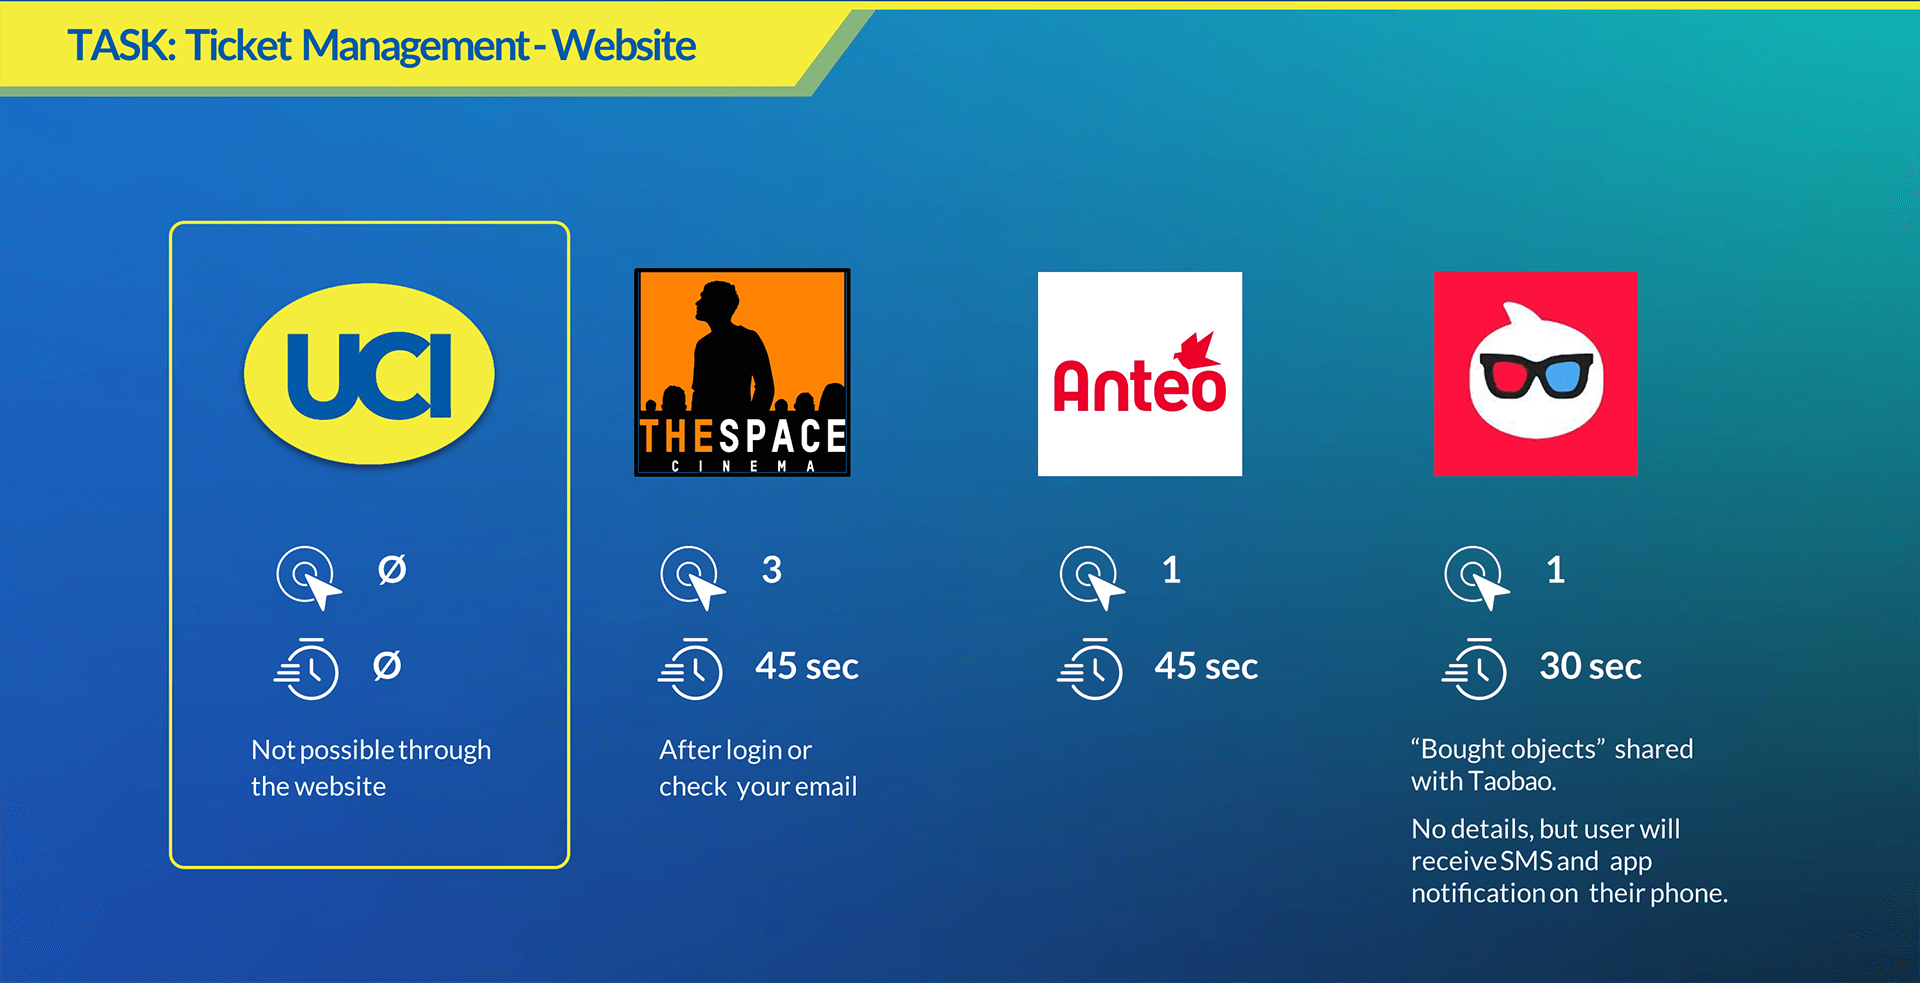 TASK: Ticket Management - Website
UCI
THE SPACE
CINEMA
Anteo
Ø
3
1
1
Ø
45 sec
45 sec
30 sec
Not possible through
the website
After login or
check your email
“Bought objects” shared
with Taobao.
No details, but user will
receive SMS and app
notification on their phone.